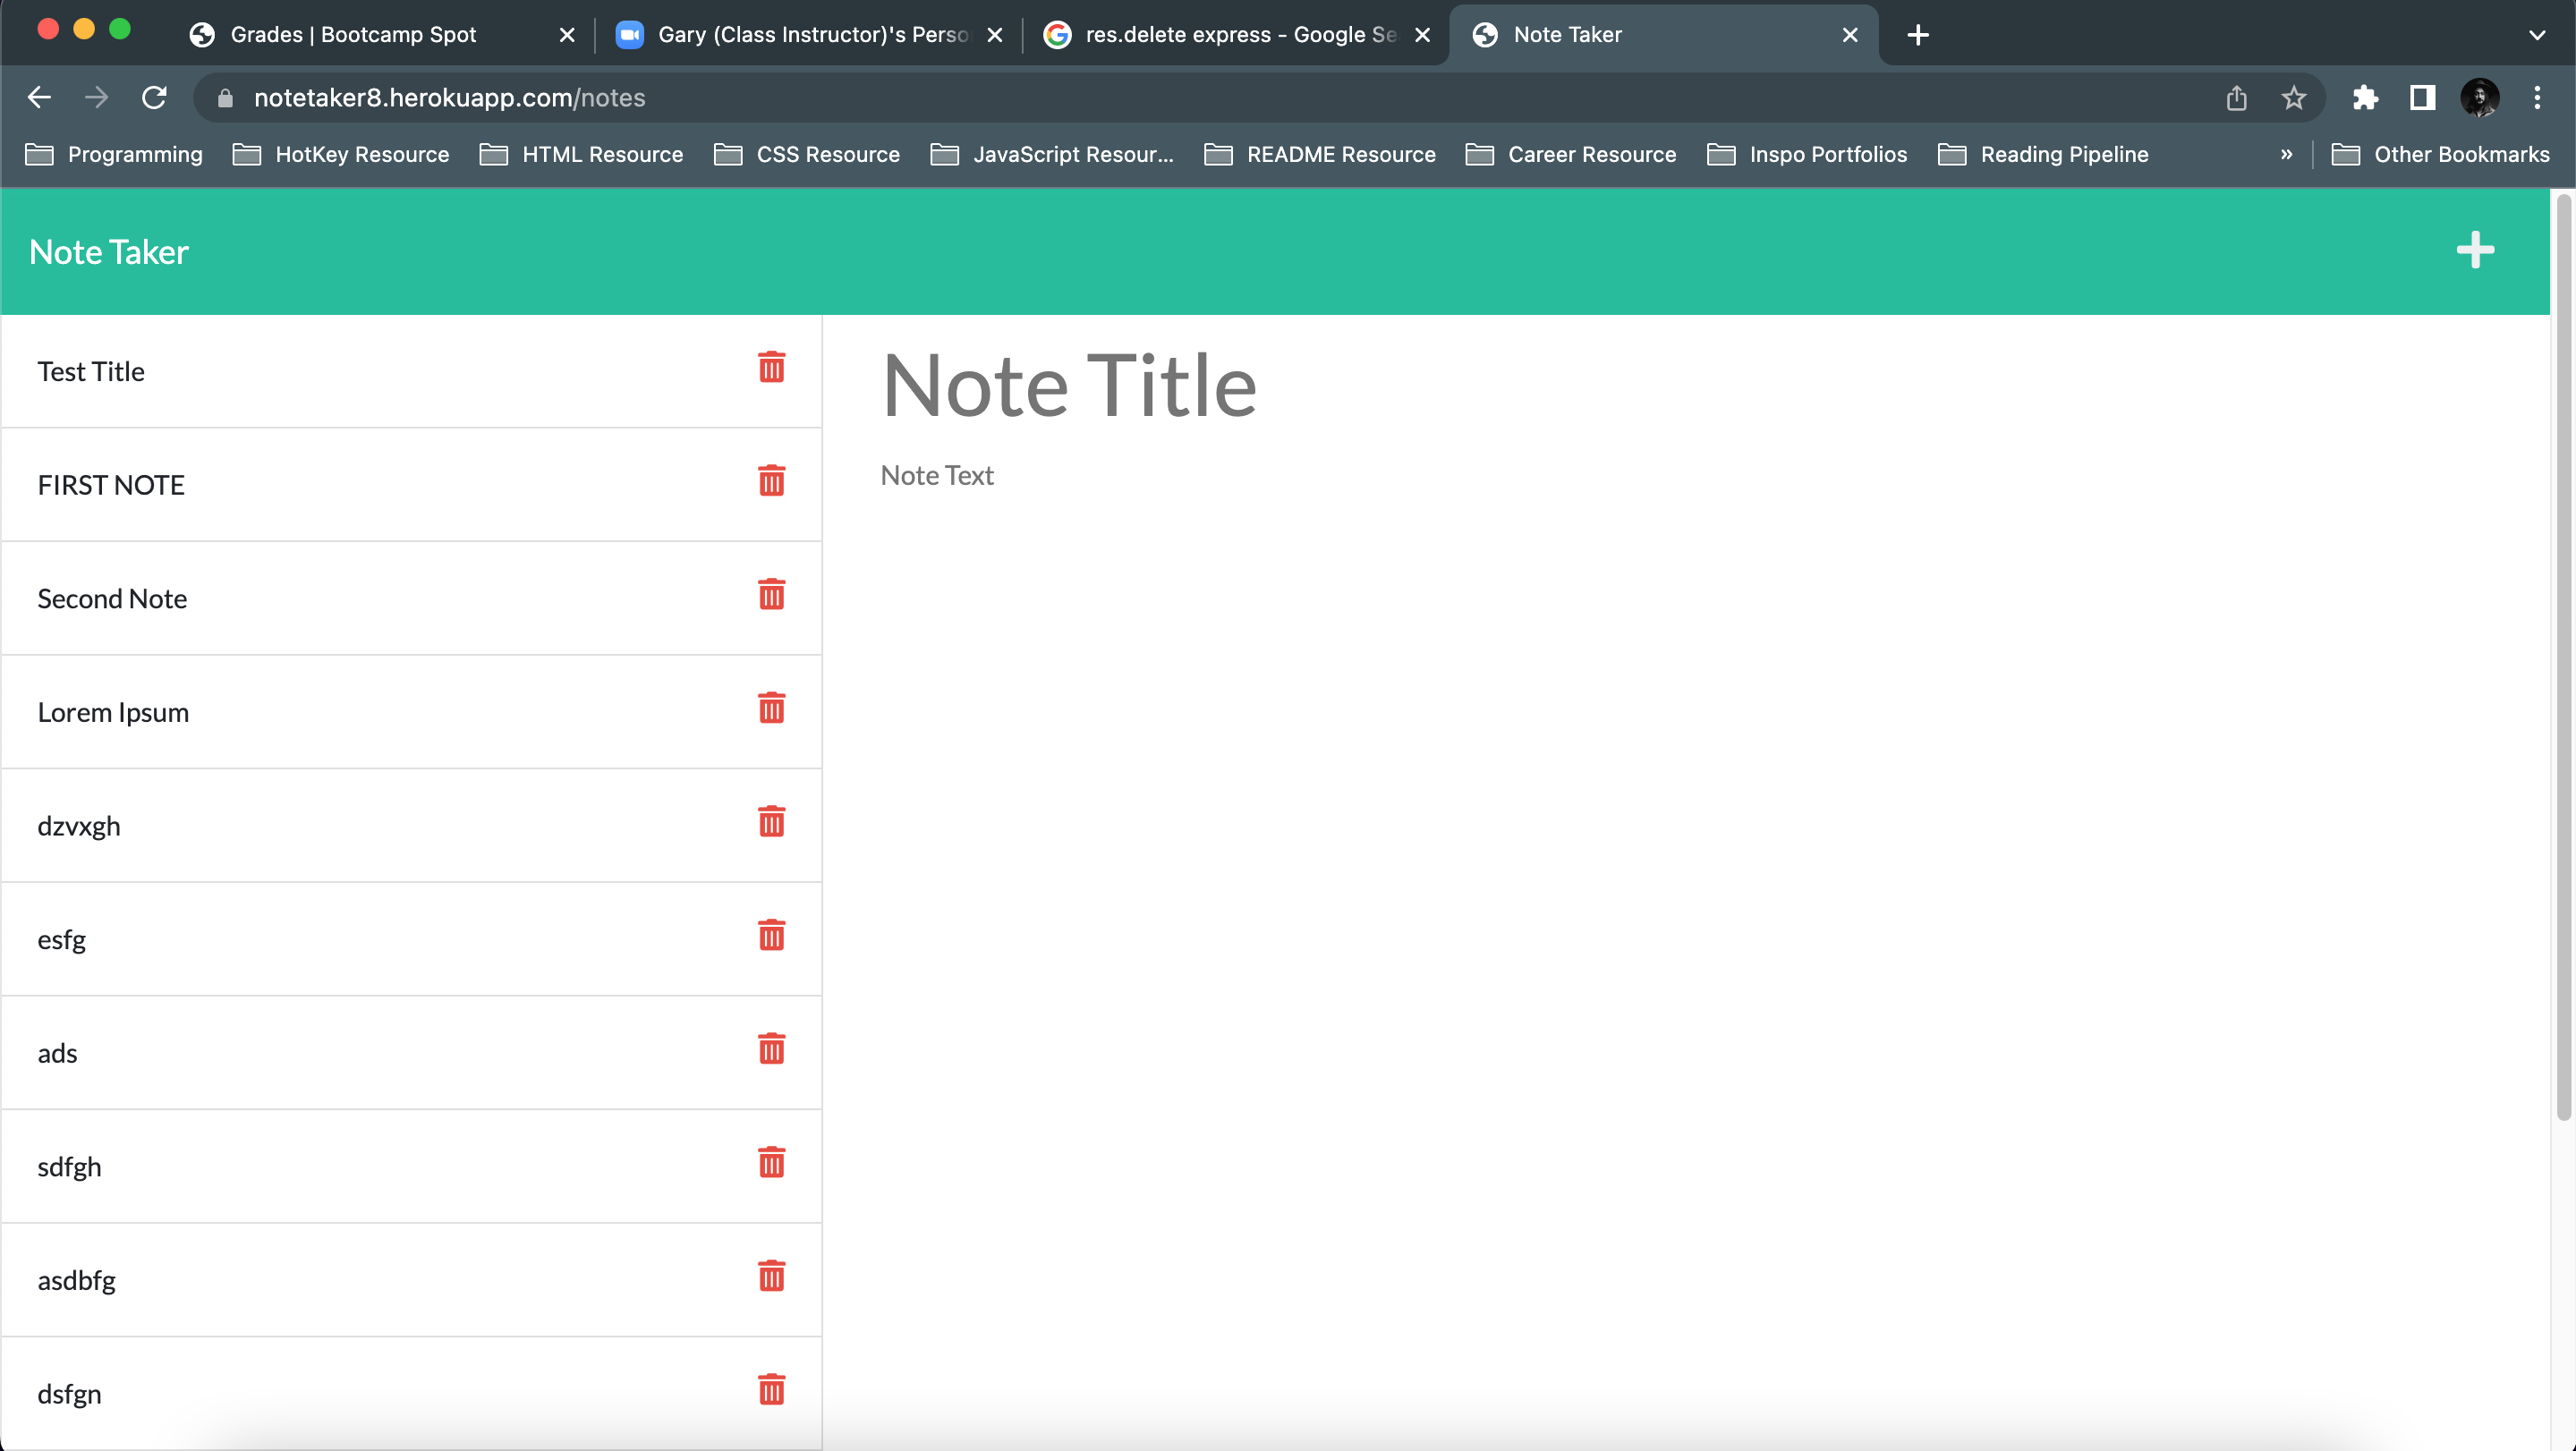 Grades | Bootcamp Spot
Gary (Class Instructor)'s Perso
res.delete express - Google Se
Note Taker
notetaker8.herokuapp.com/notes
Programming
HotKey Resource
HTML Resource
CSS Resource
JavaScript Resour...
README Resource
Career Resource
Inspo Portfolios
Reading Pipeline
»
Other Bookmarks
Note Taker
Test Title
FIRST NOTE
Second Note
Lorem Ipsum
dzvxgh
esfg
ads
sdfgh
asdbfg
dsfgn
Note Title
Note Text